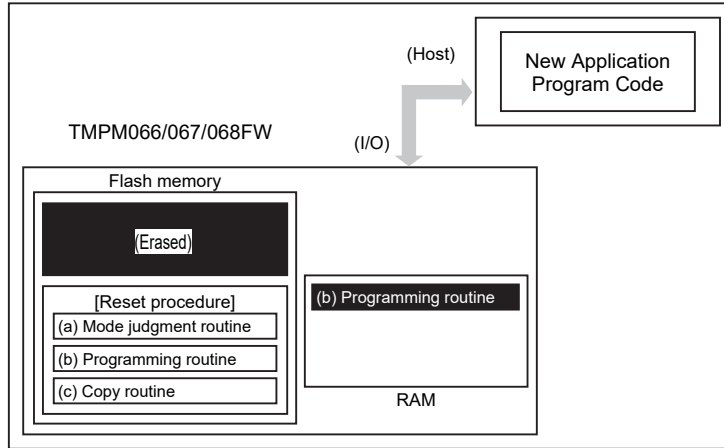 (Host)
New Application
Program Code
TMPM066/067/068FW
(I/O)
Flash memory
(Erased)
[Reset procedure]
(a) Mode judgment routine
(b) Programming routine
(c) Copy routine
(b) Programming routine
RAM